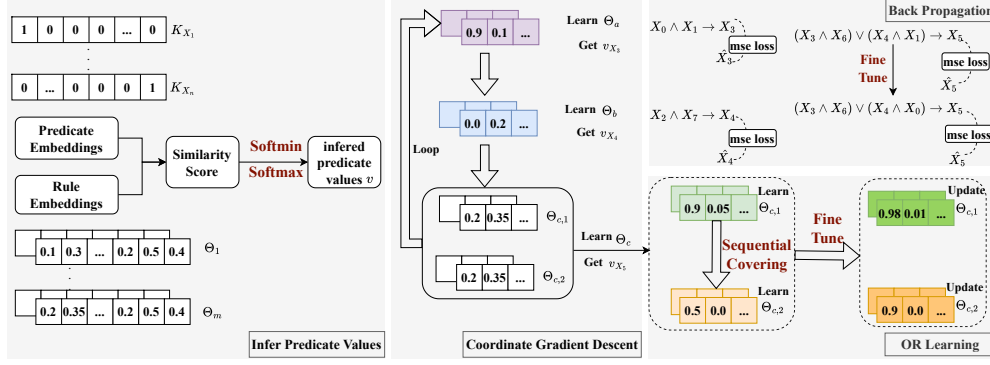 1 0 0 0 ... 0 K_{X_1}
⋮
0 ... 0 0 0 1 K_{X_n}
Predicate
Embeddings
Rule
Embeddings
Similarity
Score
Softmin
Softmax
infered
predicate
values v
0.1 0.3 ... 0.2 0.5 0.4 Θ_1
⋮
0.2 0.35 ... 0.2 0.5 0.4 Θ_m
Infer Predicate Values
0.9 0.1 ...
Learn Θ_a
Get v_{X_3}
0.0 0.2 ...
Learn Θ_b
Get v_{X_4}
Loop
0.2 0.35 ... Θ_{c,1}
0.2 0.35 ... Θ_{c,2}
Learn Θ_c
Get v_{X_5}
Coordinate Gradient Descent
Back Propagation
X_0 ∧ X_1 → X_3
mse loss
X̂_3
X_2 ∧ X_7 → X_4
mse loss
X̂_4
(X_3 ∧ X_6) ∨ (X_4 ∧ X_1) → X_5
mse loss
X̂_5
Fine
Tune
(X_3 ∧ X_6) ∨ (X_4 ∧ X_0) → X_5
mse loss
X̂_5
0.9 0.05 ...
Learn
Θ_{c,1}
Sequential
Covering
0.5 0.0 ...
Learn
Θ_{c,2}
Fine
Tune
0.98 0.01 ...
Update
Θ_{c,1}
0.9 0.0 ...
Update
Θ_{c,2}
OR Learning